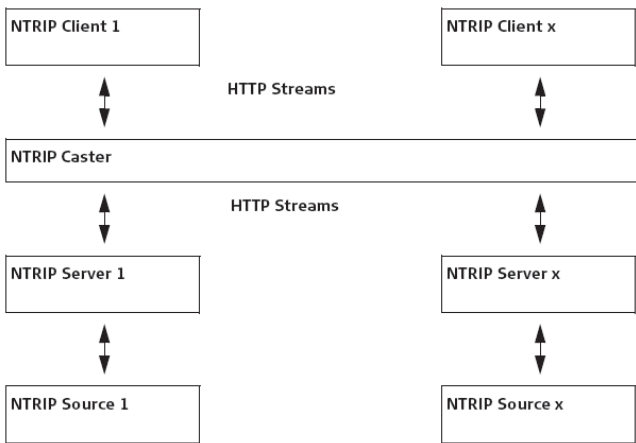 NTRIP Client 1
NTRIP Client x
HTTP Streams
NTRIP Caster
HTTP Streams
NTRIP Server 1
NTRIP Server x
NTRIP Source 1
NTRIP Source x